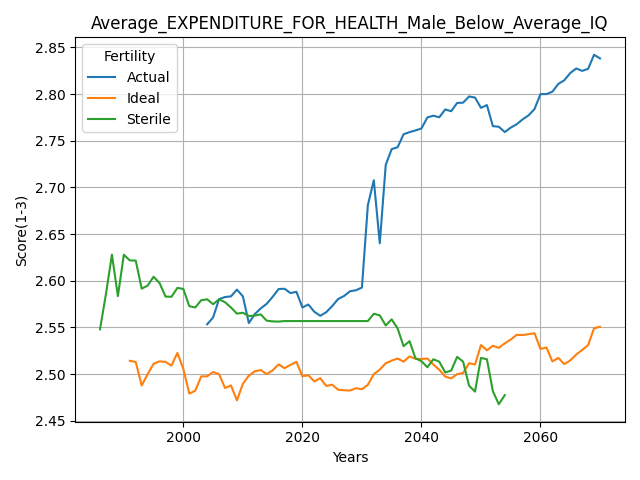 Average_EXPENDITURE_FOR_HEALTH_Male_Below_Average_IQ
Fertility
Actual
Ideal
Sterile
Score(1-3)
2.85
2.80
2.75
2.70
2.65
2.60
2.55
2.50
2.45
2000
2020
2040
2060
Years